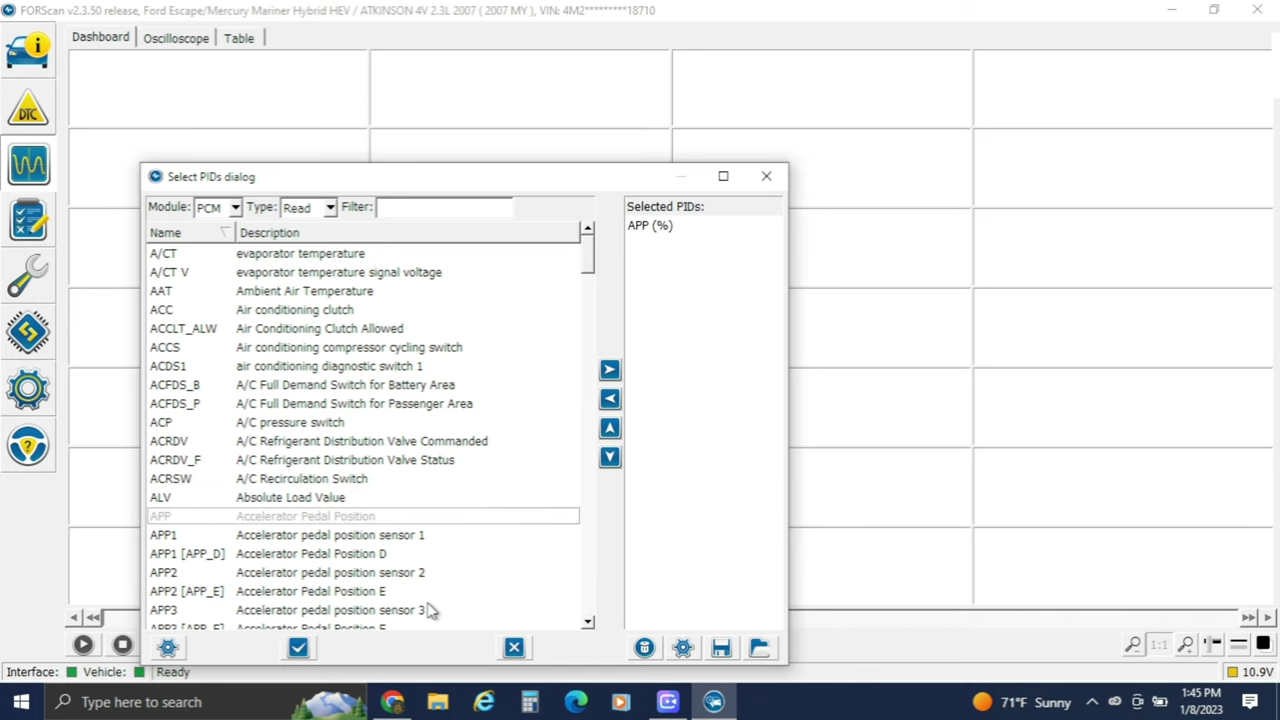 FORScan v2.3.50 release, Ford Escape/Mercury Mariner Hybrid HEV / ATKINSON 4V 2.3L 2007 ( 2007 MY ), VIN: 4M2********18710
Dashboard Oscilloscope Table
DTC
Select PIDs dialog
Module: PCM Type: Read Filter:
Name Description
A/CT evaporator temperature
A/CT V evaporator temperature signal voltage
AAT Ambient Air Temperature
ACC Air conditioning clutch
ACCLT_ALW Air Conditioning Clutch Allowed
ACCS Air conditioning compressor cycling switch
ACDS1 air conditioning diagnostic switch 1
ACFDS_B A/C Full Demand Switch for Battery Area
ACFDS_P A/C Full Demand Switch for Passenger Area
ACP A/C pressure switch
ACRDV A/C Refrigerant Distribution Valve Commanded
ACRDV_F A/C Refrigerant Distribution Valve Status
ACRSW A/C Recirculation Switch
ALV Absolute Load Value
APP Accelerator Pedal Position
APP1 Accelerator pedal position sensor 1
APP1 [APP_D] Accelerator Pedal Position D
APP2 Accelerator pedal position sensor 2
APP2 [APP_E] Accelerator Pedal Position E
APP3 Accelerator pedal position sensor 3
Selected PIDs:
APP (%)
1:1
Interface: Vehicle: Ready
10.9V
Type here to search
71°F Sunny
1:45 PM
1/8/2023